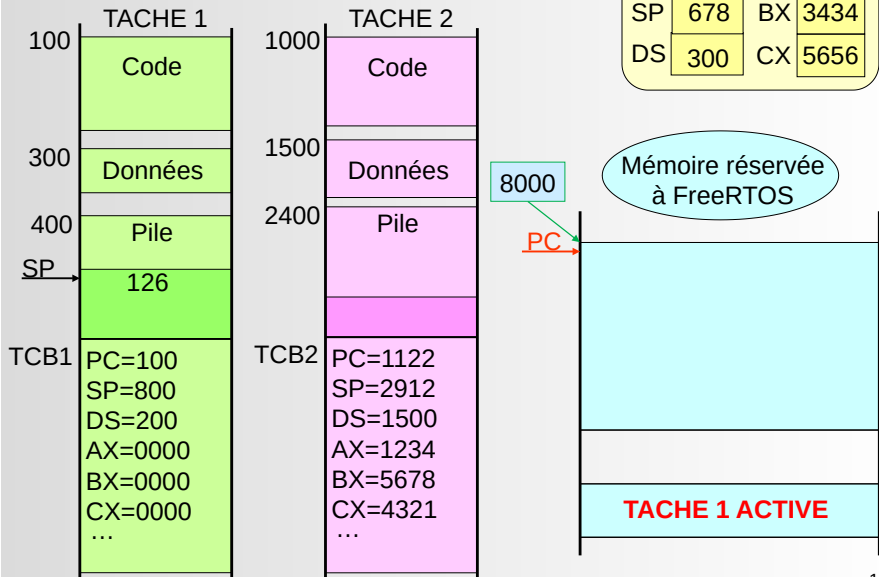 TACHE 1
100
Code
300
Données
400
Pile
SP
126
TCB1
PC=100
SP=800
DS=200
AX=0000
BX=0000
CX=0000
…
TACHE 2
1000
Code
1500
Données
2400
Pile
TCB2
PC=1122
SP=2912
DS=1500
AX=1234
BX=5678
CX=4321
…
SP 678 BX 3434
DS 300 CX 5656
Mémoire réservée
à FreeRTOS
8000
PC
TACHE 1 ACTIVE